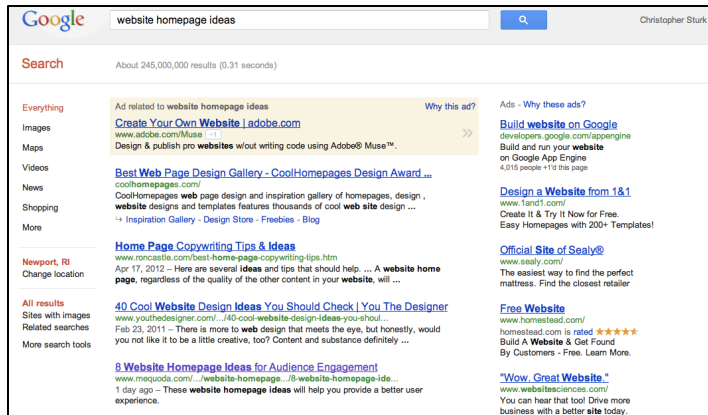 Google
website homepage ideas
Christopher Sturk
Search
About 245,000,000 results (0.31 seconds)
Everything
Images
Maps
Videos
News
Shopping
More
Newport, RI
Change location
All results
Sites with images
Related searches
More search tools
Ad related to website homepage ideas
Why this ad?
Create Your Own Website | adobe.com
www.adobe.com/Muse +1
Design & publish pro websites w/out writing code using Adobe® Muse™.
Best Web Page Design Gallery - CoolHomepages Design Award ...
coolhomepages.com/
CoolHomepages web page design and inspiration gallery of homepages, design ,
website designs and templates features thousands of cool web site design ...
Inspiration Gallery - Design Store - Freebies - Blog
Home Page Copywriting Tips & Ideas
www.roncastle.com/best-home-page-copywriting-tips.htm
Apr 17, 2012 – Here are several ideas and tips that should help. ... A website home
page, regardless of the quality of the other content in your website, will ...
40 Cool Website Design Ideas You Should Check | You The Designer
www.youthedesigner.com/.../40-cool-website-design-ideas-you-shoul...
Feb 23, 2011 – There is more to web design that meets the eye, but honestly, would
you not like it to be a little creative, too? Content and substance definitely ...
8 Website Homepage Ideas for Audience Engagement
www.mequoda.com/.../website-homepage.../8-website-homepage-ide...
1 day ago – These website homepage ideas will help you provide a better user
experience.
Ads - Why these ads?
Build website on Google
developers.google.com/appengine
Build and run your website
on Google App Engine
4,015 people +1'd this page
Design a Website from 1&1
www.1and1.com/
Create It & Try It Now for Free.
Easy Homepages with 200+ Templates!
Official Site of Sealy®
www.sealy.com/
The easiest way to find the perfect
mattress. Find the closest retailer
Free Website
www.homestead.com/
homestead.com is rated
Build A Website & Get Found
By Customers - Free. Learn More.
"Wow. Great Website."
www.websitesciences.com/
You can hear that too! Drive more
business with a better site today.